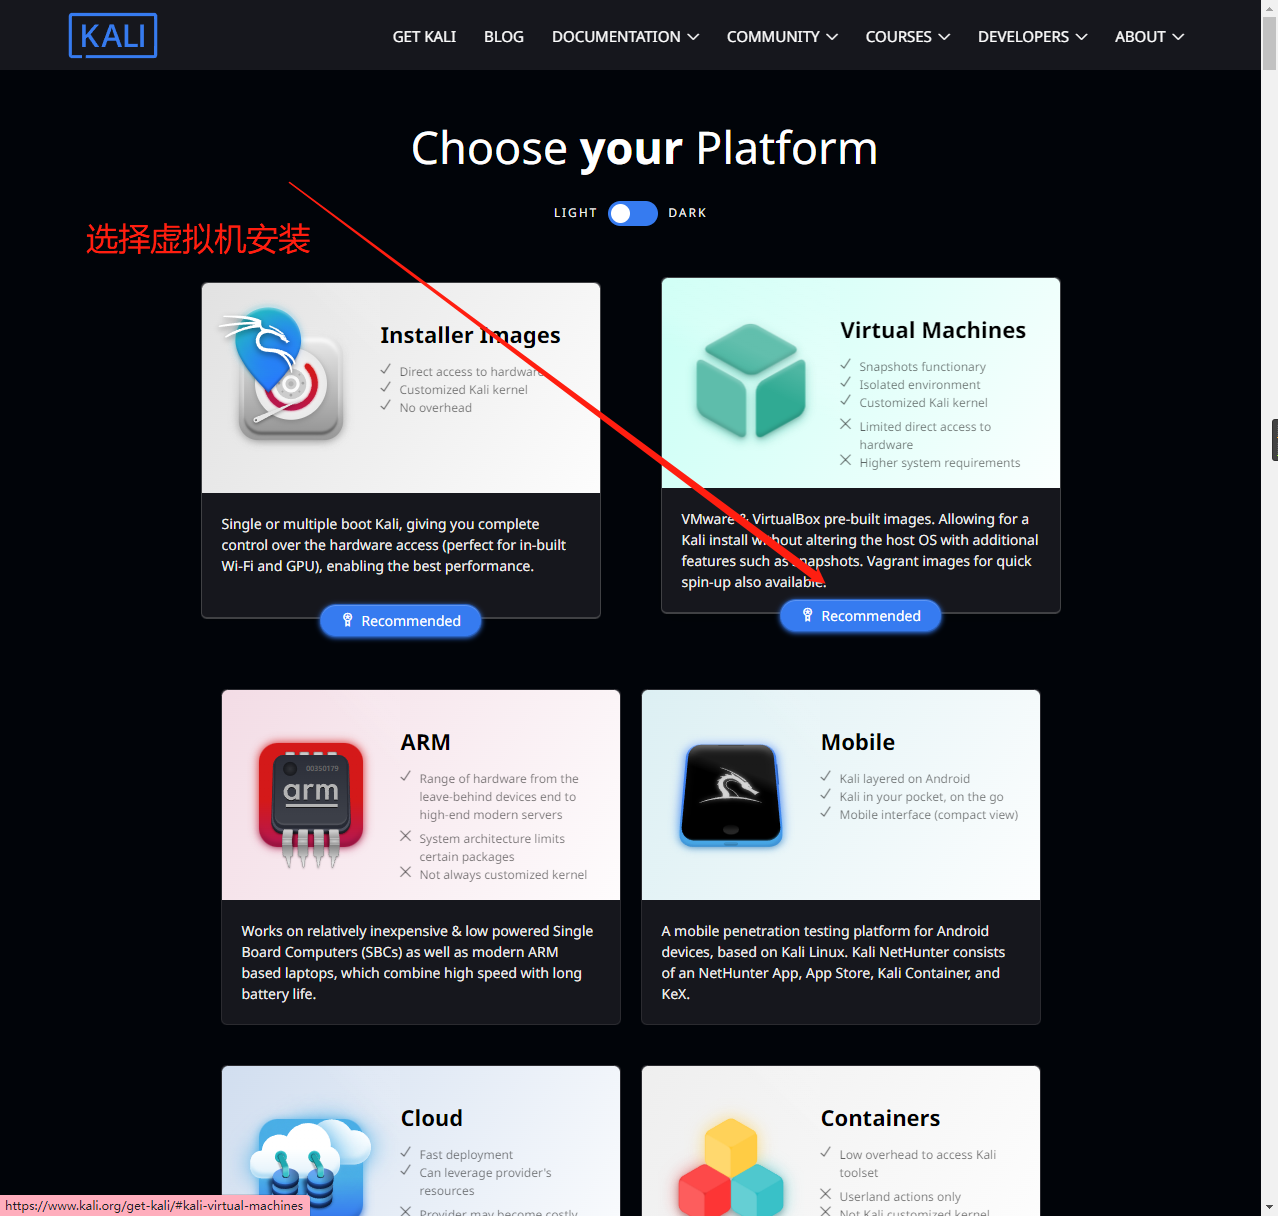 KALI
GET KALI
BLOG
DOCUMENTATION
COMMUNITY
COURSES
DEVELOPERS
ABOUT
Choose your Platform
LIGHT
DARK
选择虚拟机安装
Installer Images
Direct access to hardware
Customized Kali kernel
No overhead
Single or multiple boot Kali, giving you complete
control over the hardware access (perfect for in-built
Wi-Fi and GPU), enabling the best performance.
Recommended
Virtual Machines
Snapshots functionary
Isolated environment
Customized Kali kernel
Limited direct access to
hardware
Higher system requirements
VMware & VirtualBox pre-built images. Allowing for a
Kali install without altering the host OS with additional
features such as snapshots. Vagrant images for quick
spin-up also available.
Recommended
00350179
arm
ARM
Range of hardware from the
leave-behind devices end to
high-end modern servers
System architecture limits
certain packages
Not always customized kernel
Works on relatively inexpensive & low powered Single
Board Computers (SBCs) as well as modern ARM
based laptops, which combine high speed with long
battery life.
Mobile
Kali layered on Android
Kali in your pocket, on the go
Mobile interface (compact view)
A mobile penetration testing platform for Android
devices, based on Kali Linux. Kali NetHunter consists
of an NetHunter App, App Store, Kali Container, and
KeX.
Cloud
Fast deployment
Can leverage provider's
resources
Provider may become costly
Containers
Low overhead to access Kali
toolset
Userland actions only
Not Kali customized kernel
https://www.kali.org/get-kali/#kali-virtual-machines